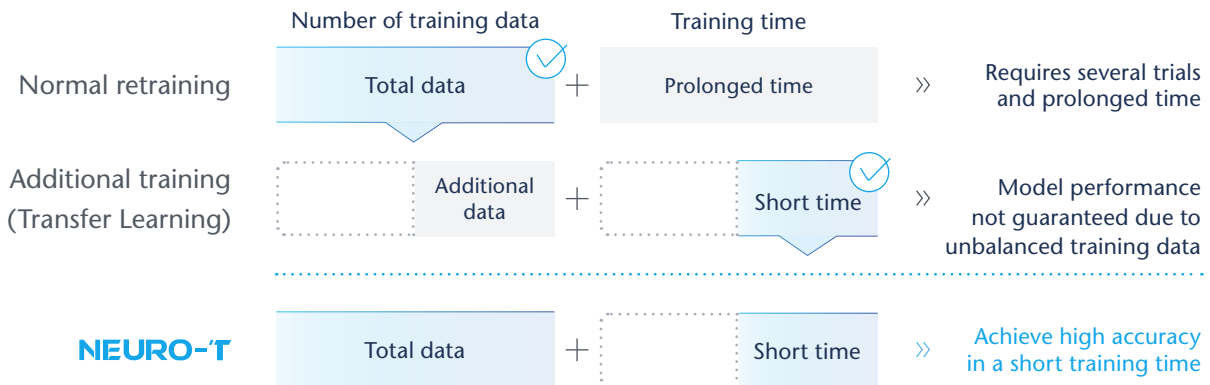 Number of training data
Training time
Normal retraining
Total data
+
Prolonged time
»
Requires several trials
and prolonged time
Additional training
(Transfer Learning)
Additional
data
+
Short time
»
Model performance
not guaranteed due to
unbalanced training data
NEURO-T
Total data
+
Short time
»
Achieve high accuracy
in a short training time